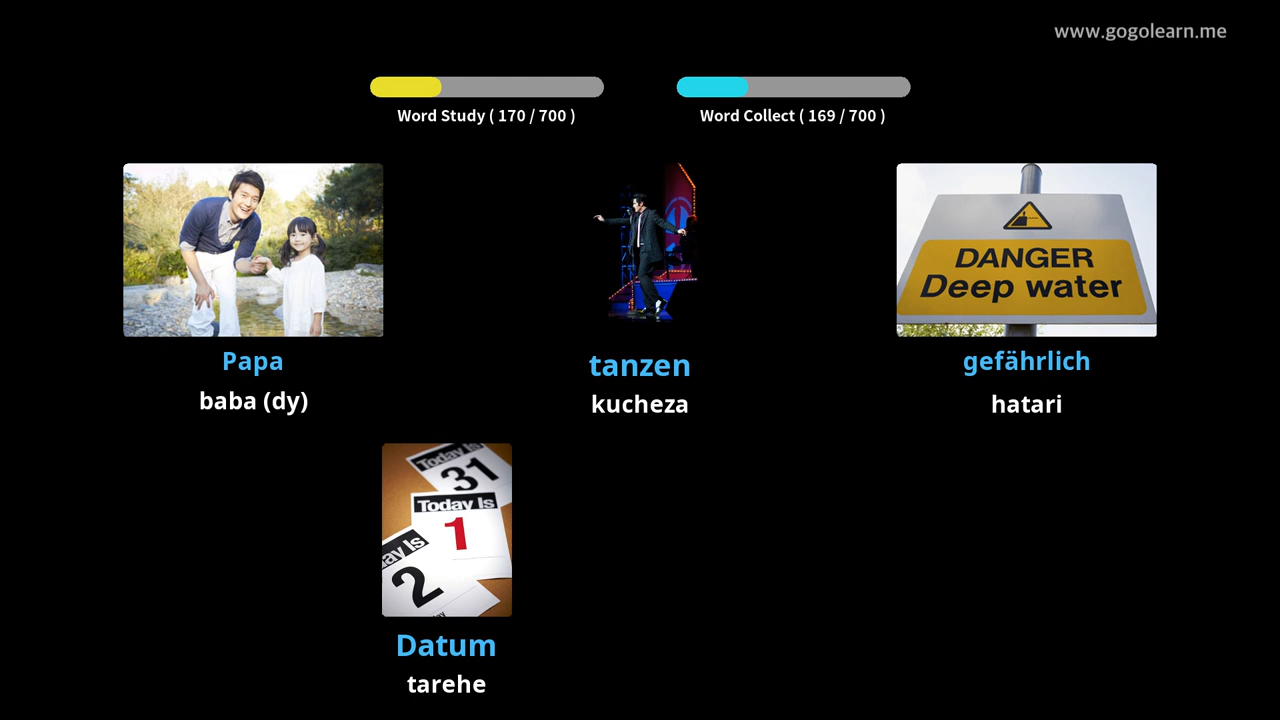 www.gogolearn.me
Word Study ( 170 / 700 )
Word Collect ( 169 / 700 )
DANGER
Deep water
Papa
baba (dy)
tanzen
kucheza
gefährlich
hatari
Today Is
31
Today Is
1
ay Is
2
Datum
tarehe